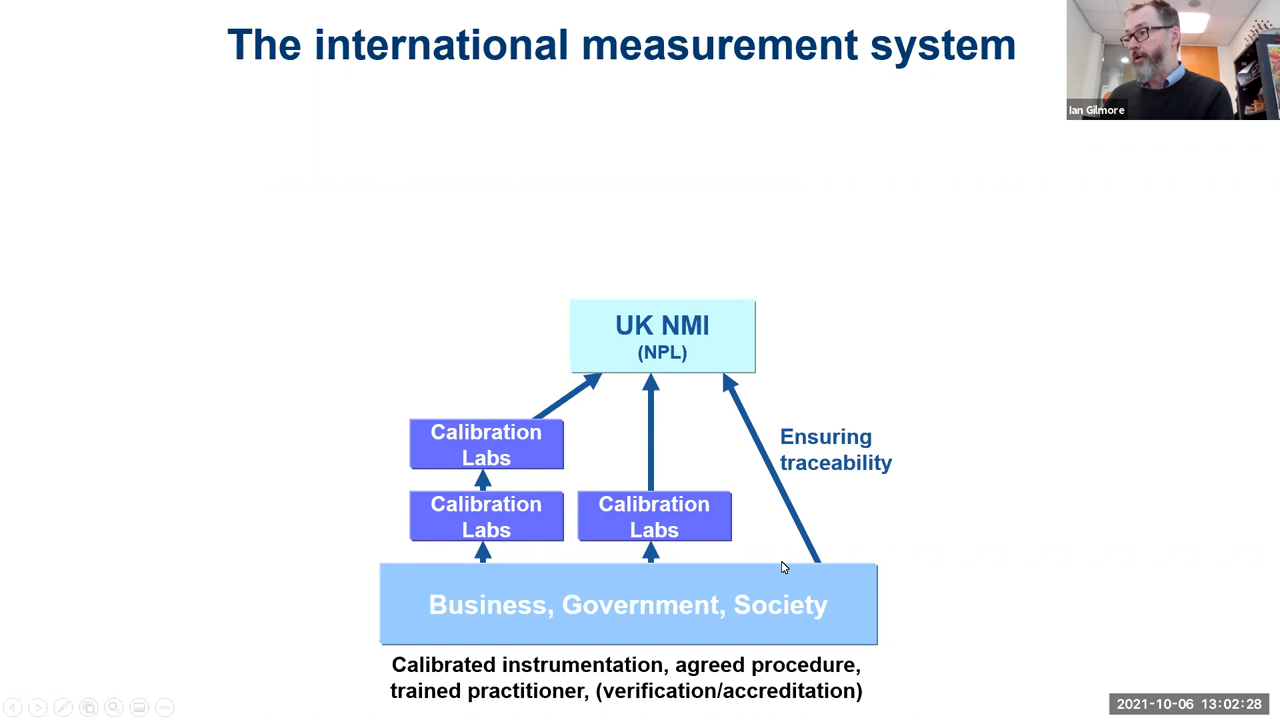 The international measurement system
Ian Gilmore
UK NMI
(NPL)
Calibration
Labs
Ensuring
traceability
Calibration
Labs
Calibration
Labs
Business, Government, Society
Calibrated instrumentation, agreed procedure,
trained practitioner, (verification/accreditation)
2021-10-06 13:02:28